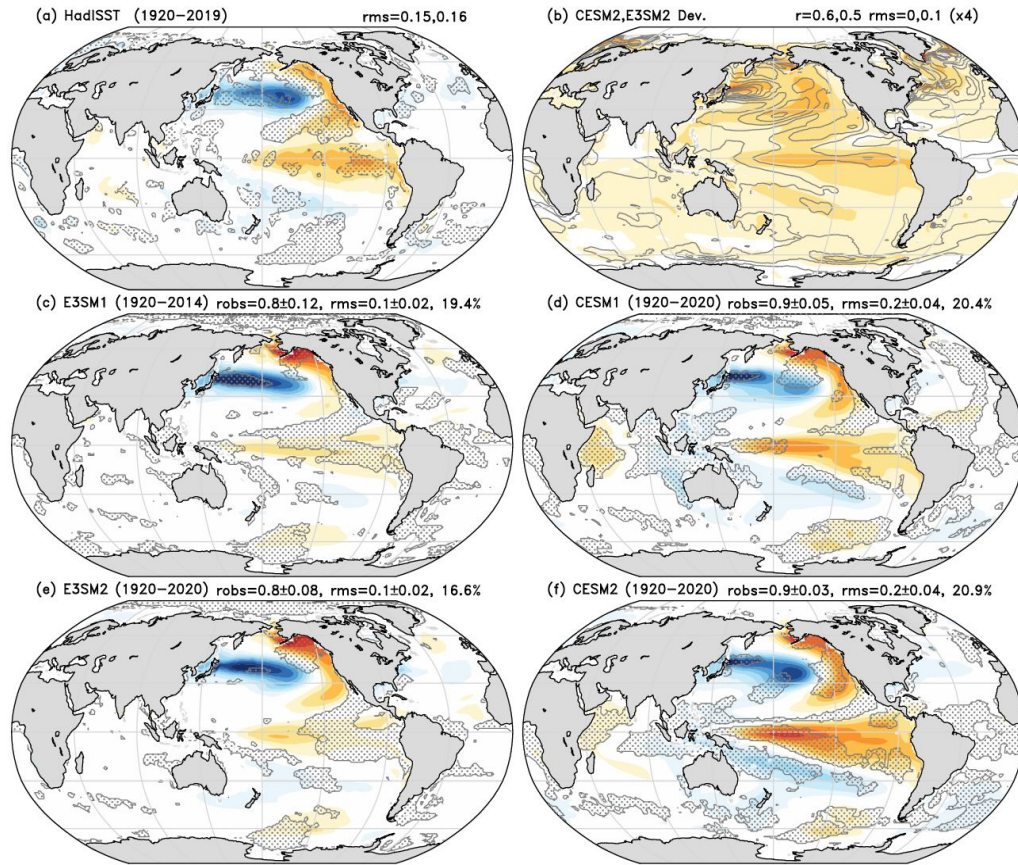 (a) HadISST (1920–2019) rms=0.15,0.16
(b) CESM2,E3SM2 Dev. r=0.6,0.5 rms=0,0.1 (x4)
(c) E3SM1 (1920–2014) robs=0.8±0.12, rms=0.1±0.02, 19.4%
(d) CESM1 (1920–2020) robs=0.9±0.05, rms=0.2±0.04, 20.4%
(e) E3SM2 (1920–2020) robs=0.8±0.08, rms=0.1±0.02, 16.6%
(f) CESM2 (1920–2020) robs=0.9±0.03, rms=0.2±0.04, 20.9%